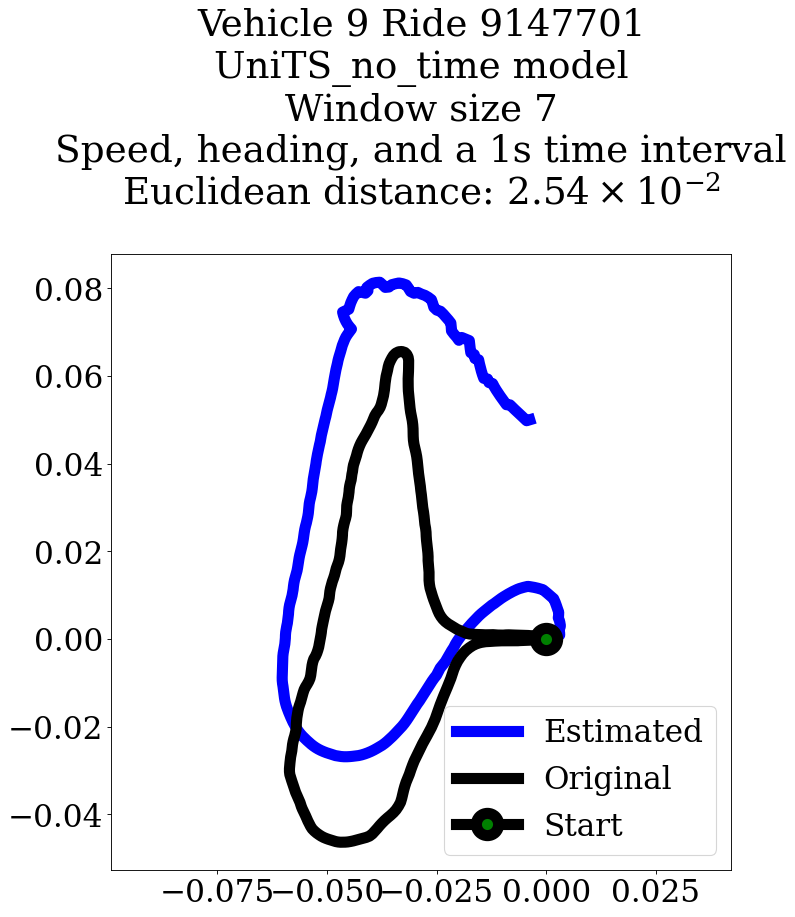 Vehicle 9 Ride 9147701
UniTS_no_time model
Window size 7
Speed, heading, and a 1s time interval
Euclidean distance: 2.54 × 10⁻²
0.08
0.06
0.04
0.02
0.00
−0.02
−0.04
Estimated
Original
Start
−0.075 −0.050 −0.025 0.000 0.025